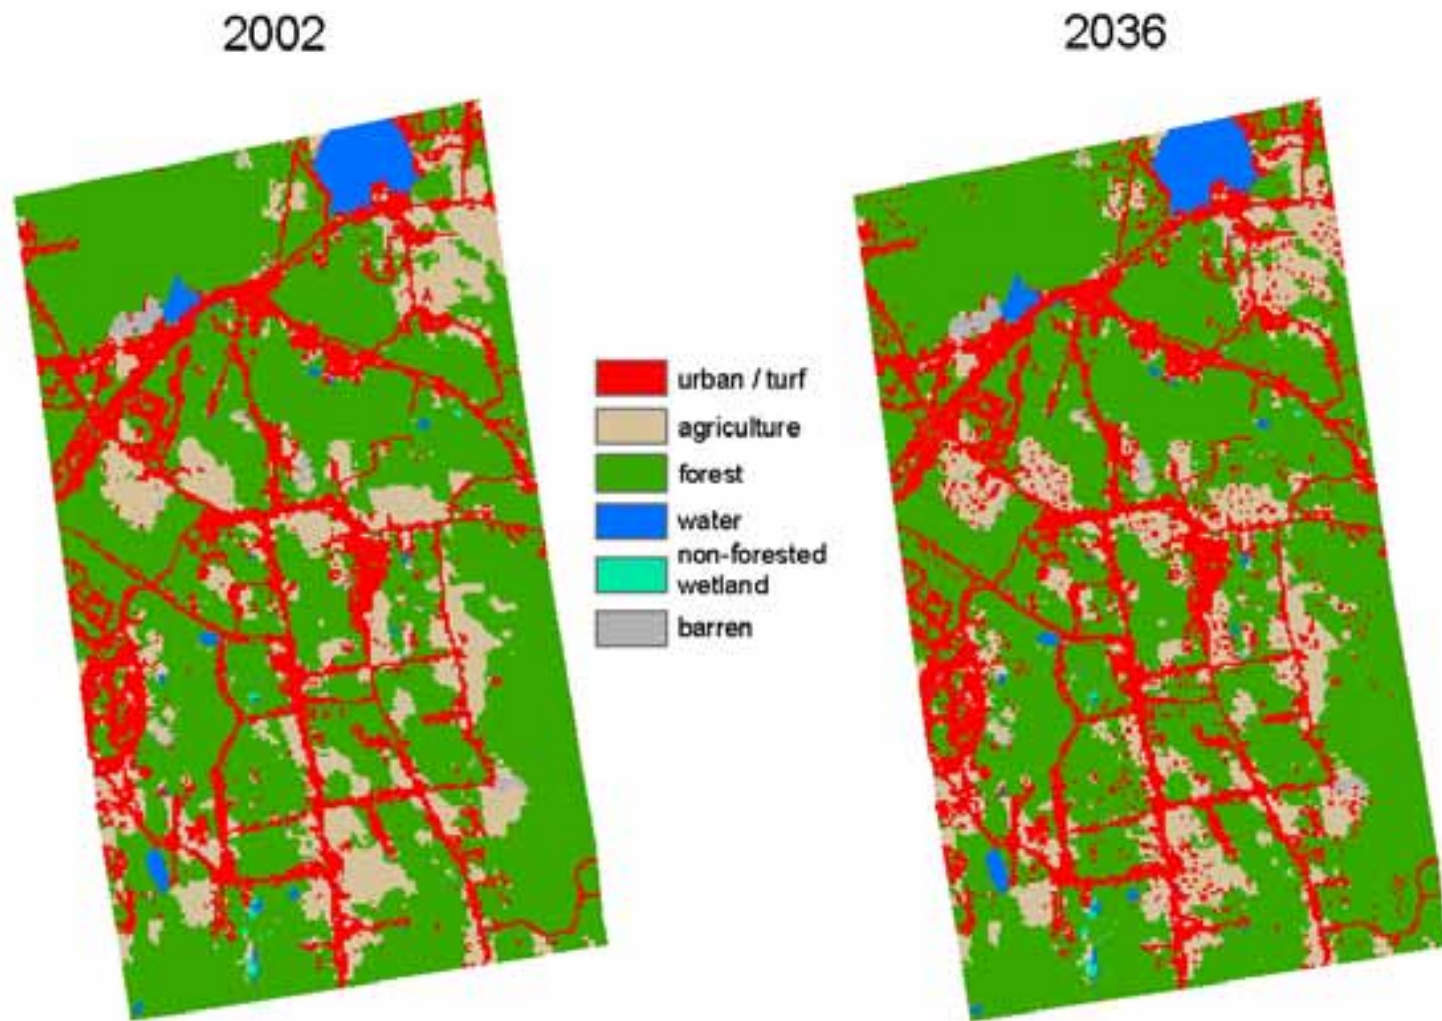 2002
2036
urban / turf
agriculture
forest
water
non-forested
wetland
barren